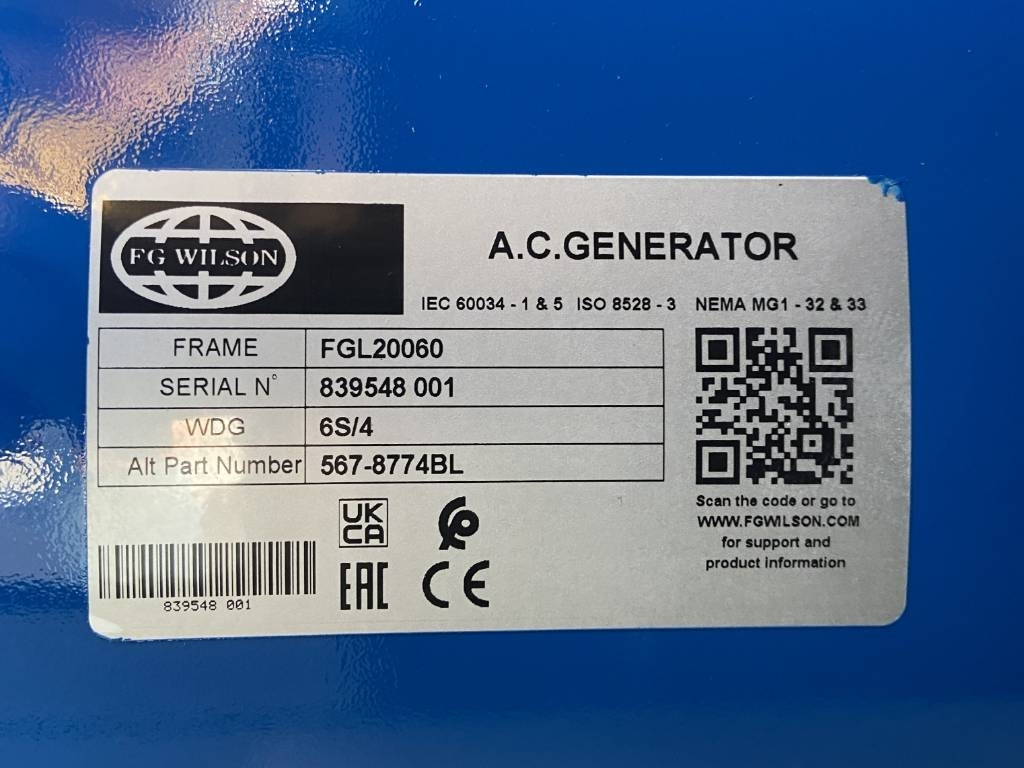 FG WILSON
A.C.GENERATOR
IEC 60034 - 1 & 5 ISO 8528 - 3 NEMA MG1 - 32 & 33
FRAME FGL20060
SERIAL N° 839548 001
WDG 6S/4
Alt Part Number 567-8774BL
Scan the code or go to
WWW.FGWILSON.COM
for support and
product information
UK
CA
EAC CE
839548 001